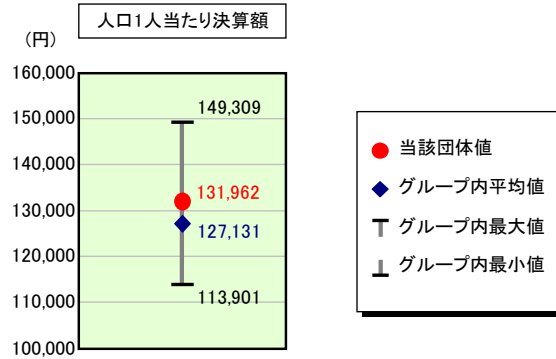 人口1人当たり決算額
(円)
160,000
150,000
140,000
130,000
120,000
110,000
100,000
149,309
131,962
127,131
113,901
当該団体値
グループ内平均値
グループ内最大値
グループ内最小値